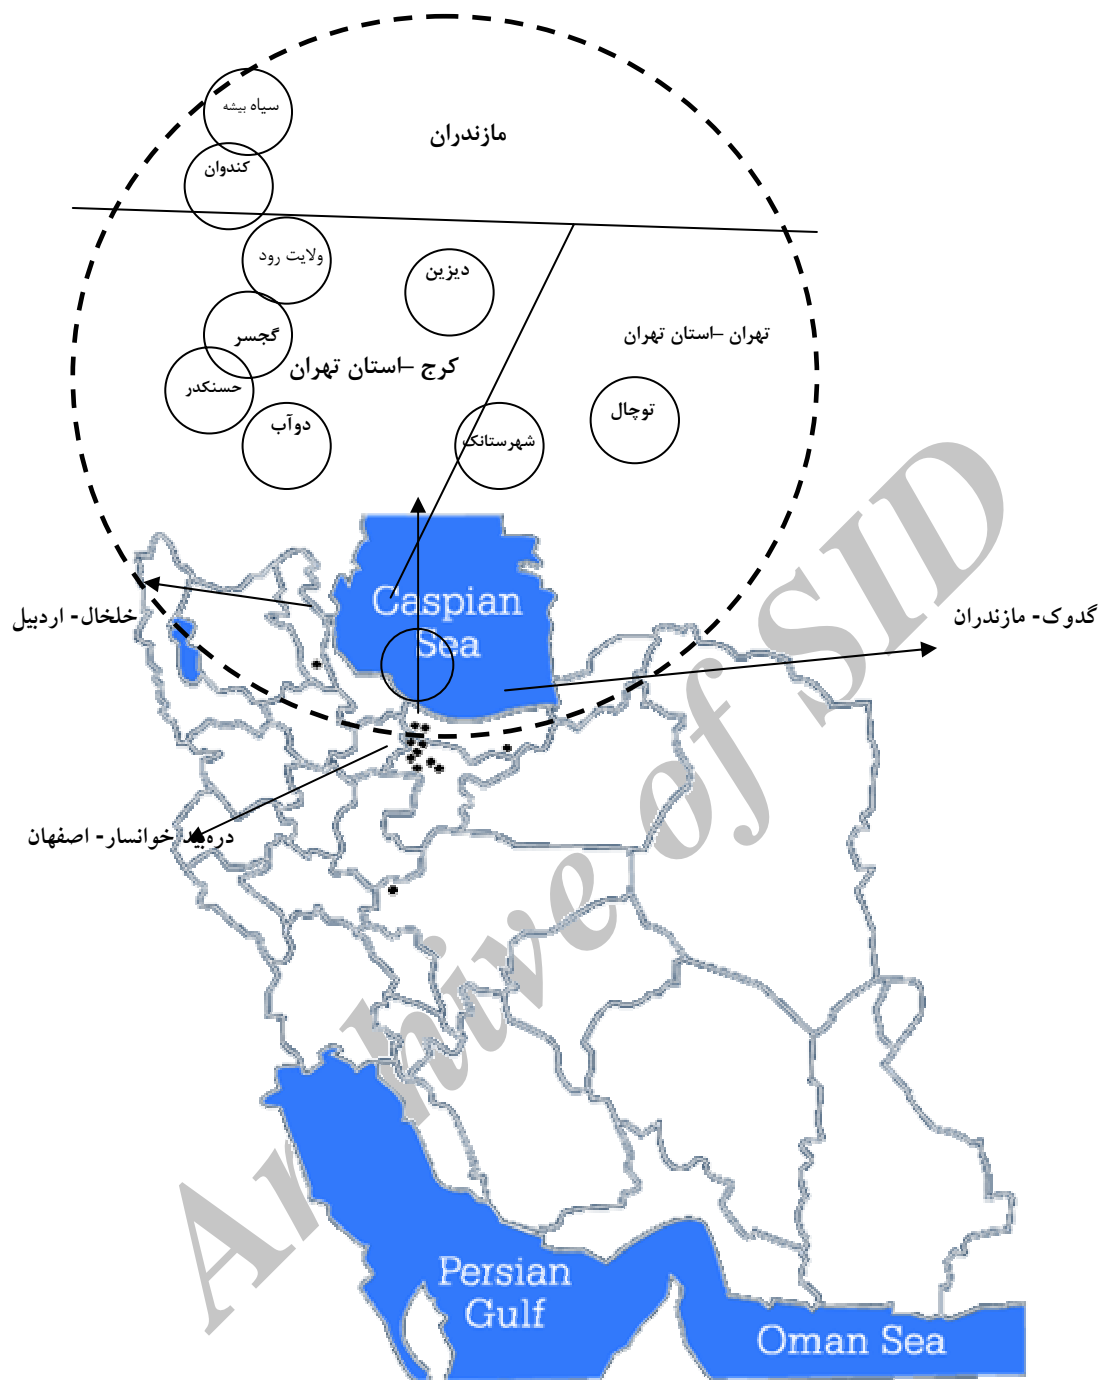 سیاه بیشه
مازندران
کندوان
ولایت رود
دیزین
گجسر
تهران –استان تهران
کرج –استان تهران
حسنکدر
توچال
دوآب
شهرستانک
Caspian
Sea
خلخال- اردبیل
گدوک- مازندران
دره‌بید خوانسار- اصفهان
Archive of SID
Persian
Gulf
Oman Sea